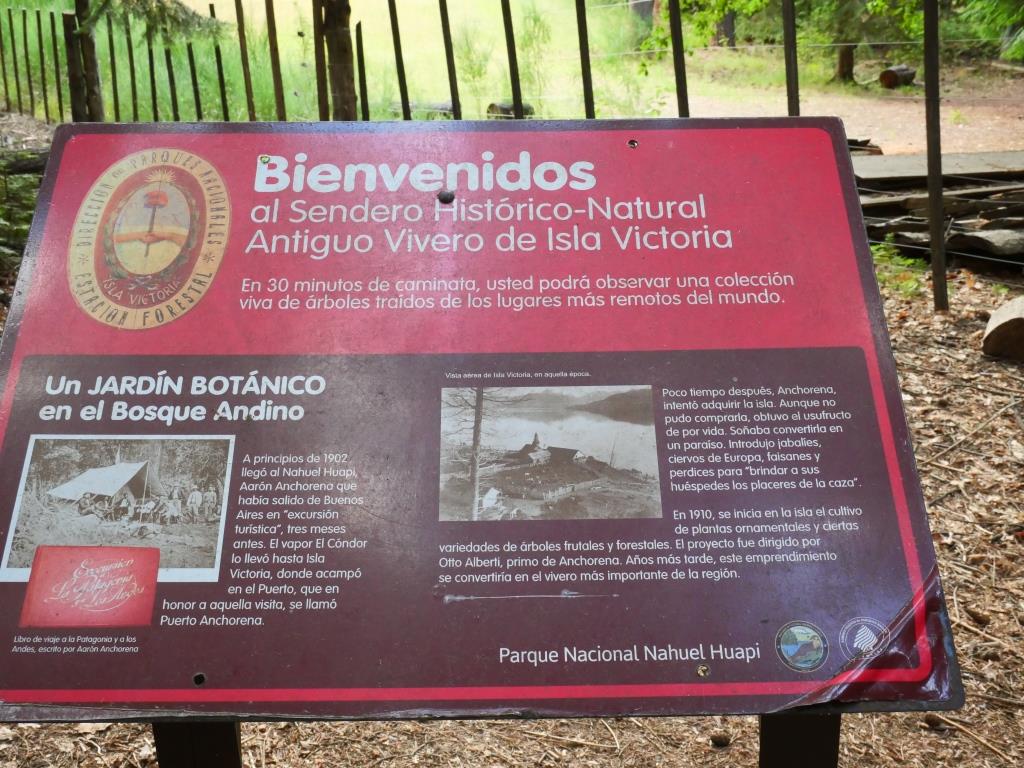 DIRECCIÓN DE PARQUES NACIONALES
ISLA VICTORIA
ESTACIÓN FORESTAL
Bienvenidos
al Sendero Histórico-Natural
Antiguo Vivero de Isla Victoria
En 30 minutos de caminata, usted podrá observar una colección
viva de árboles traídos de los lugares más remotos del mundo.
Un JARDÍN BOTÁNICO
en el Bosque Andino
A principios de 1902
llegó al Nahuel Huapi,
Aarón Anchorena que
había salido de Buenos
Aires en "excursión
turística", tres meses
antes. El vapor El Cóndor
lo llevó hasta Isla
Victoria, donde acampó
en el Puerto, que en
honor a aquella visita, se llamó
Puerto Anchorena.
Excursion
a La Patagonia
y a Los Andes
Libro de viaje a la Patagonia y a los
Andes, escrito por Aarón Anchorena
Vista aérea de Isla Victoria, en aquella época.
Poco tiempo después, Anchorena,
intentó adquirir la isla. Aunque no
pudo comprarla, obtuvo el usufructo
de por vida. Soñaba convertirla en
un paraíso. Introdujo jabalíes,
ciervos de Europa, faisanes y
perdices para "brindar a sus
huéspedes los placeres de la caza".
En 1910, se inicia en la isla el cultivo
de plantas ornamentales y ciertas
variedades de árboles frutales y forestales. El proyecto fue dirigido por
Otto Alberti, primo de Anchorena. Años más tarde, este emprendimiento
se convertiría en el vivero más importante de la región.
Parque Nacional Nahuel Huapi